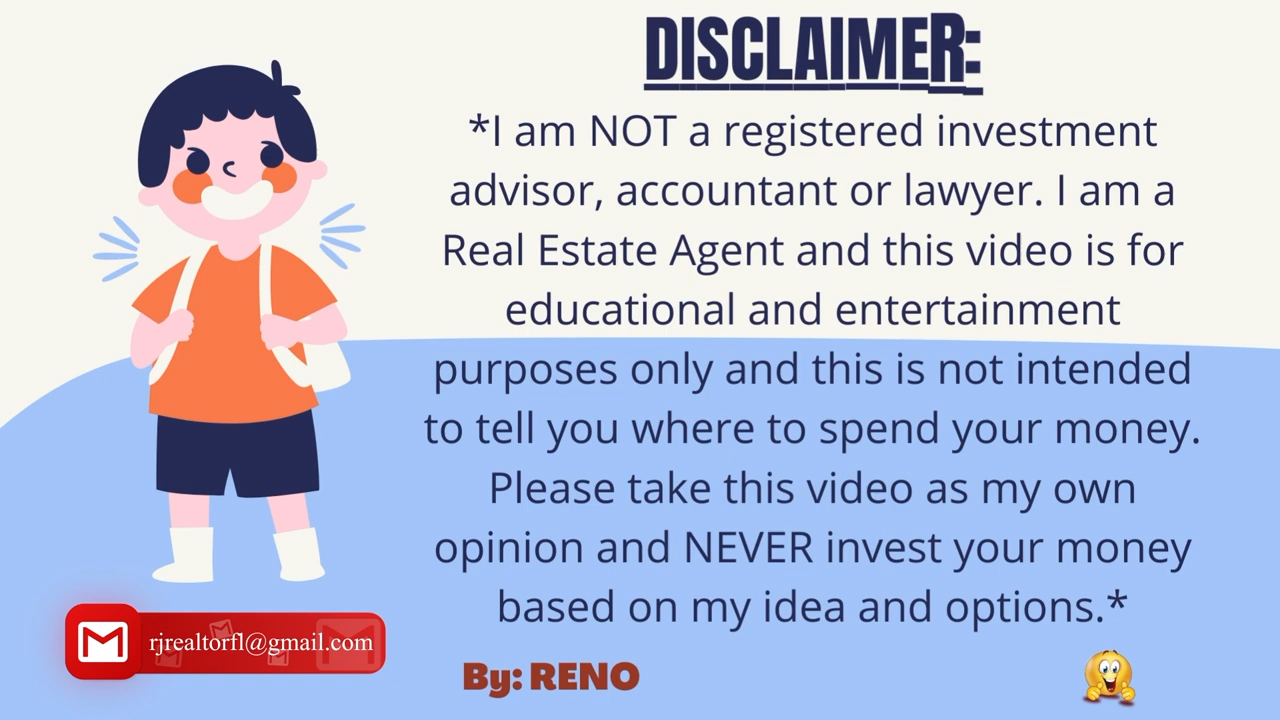 DISCLAIMER:
*I am NOT a registered investment
advisor, accountant or lawyer. I am a
Real Estate Agent and this video is for
educational and entertainment
purposes only and this is not intended
to tell you where to spend your money.
Please take this video as my own
opinion and NEVER invest your money
based on my idea and options.*
rjrealtorfl@gmail.com
By: RENO